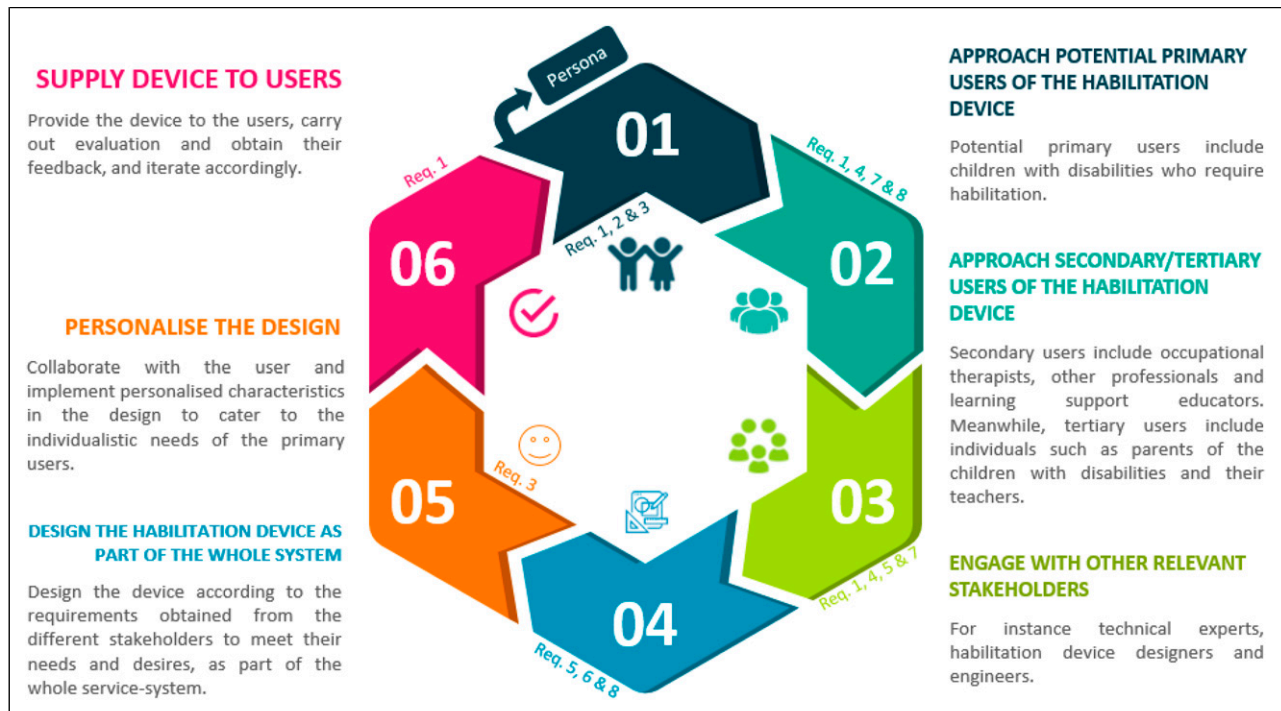 SUPPLY DEVICE TO USERS
Provide the device to the users, carry
out evaluation and obtain their
feedback, and iterate accordingly.
PERSONALISE THE DESIGN
Collaborate with the user and
implement personalised characteristics
in the design to cater to the
individualistic needs of the primary
users.
DESIGN THE HABILITATION DEVICE AS
PART OF THE WHOLE SYSTEM
Design the device according to the
requirements obtained from the
different stakeholders to meet their
needs and desires, as part of the
whole service-system.
Persona
01
Req. 1, 2 & 3
02
Req. 1, 4, 7 & 8
03
Req. 1, 4, 5 & 7
04
Req. 5, 6 & 8
05
Req. 3
06
Req. 1
APPROACH POTENTIAL PRIMARY
USERS OF THE HABILITATION
DEVICE
Potential primary users include
children with disabilities who require
habilitation.
APPROACH SECONDARY/TERTIARY
USERS OF THE HABILITATION
DEVICE
Secondary users include occupational
therapists, other professionals and
learning support educators.
Meanwhile, tertiary users include
individuals such as parents of the
children with disabilities and their
teachers.
ENGAGE WITH OTHER RELEVANT
STAKEHOLDERS
For instance technical experts,
habilitation device designers and
engineers.